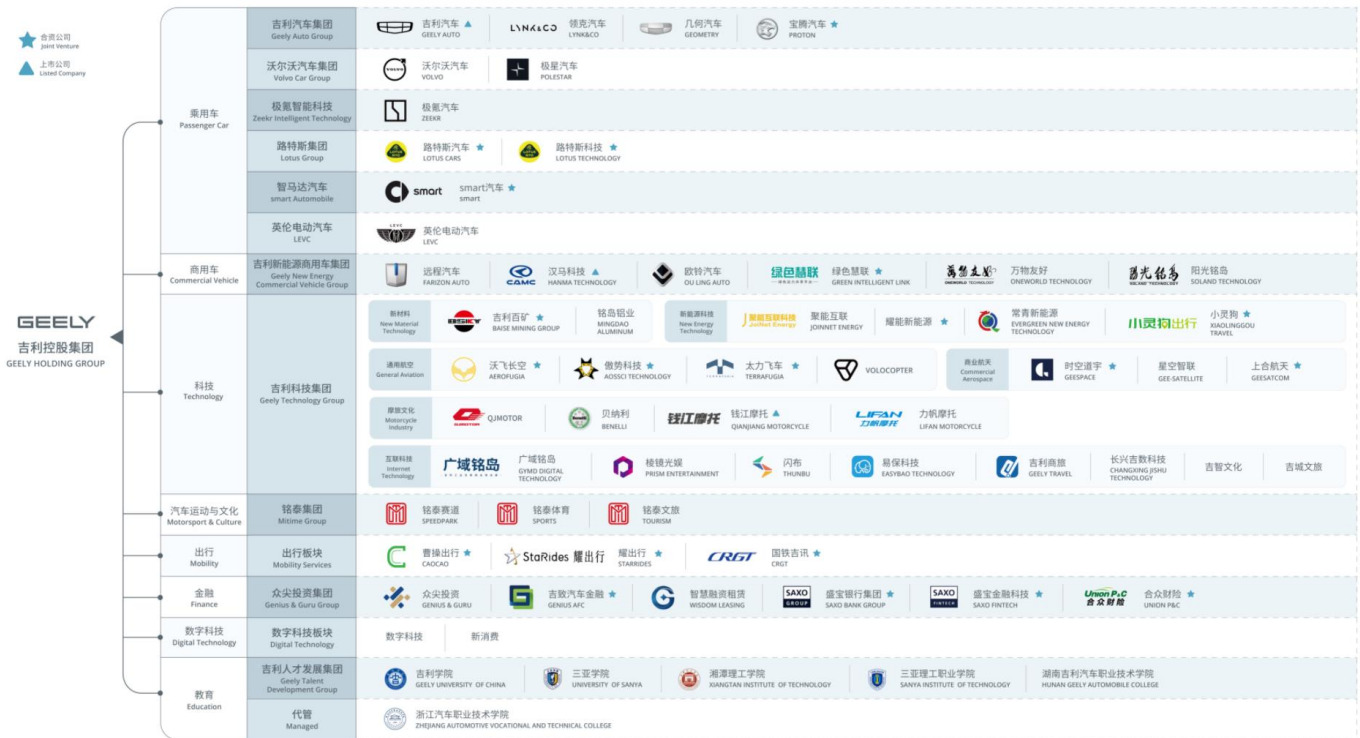 合资公司
Joint Venture
上市公司
Listed Company
GEELY
吉利控股集团
GEELY HOLDING GROUP
乘用车
Passenger Car
吉利汽车集团
Geely Auto Group
吉利汽车
GEELY AUTO
LYNK&CO
领克汽车
LYNK&CO
几何汽车
GEOMETRY
宝腾汽车
PROTON
沃尔沃汽车集团
Volvo Car Group
VOLVO
沃尔沃汽车
VOLVO
极星汽车
POLESTAR
极氪智能科技
Zeekr Intelligent Technology
极氪汽车
ZEEKR
路特斯集团
Lotus Group
路特斯汽车
LOTUS CARS
路特斯科技
LOTUS TECHNOLOGY
智马达汽车
smart Automobile
smart
smart汽车
smart
英伦电动汽车
LEVC
LEVC
英伦电动汽车
LEVC
商用车
Commercial Vehicle
吉利新能源商用车集团
Geely New Energy
Commercial Vehicle Group
远程汽车
FARIZON AUTO
CAMC
汉马科技
HANMA TECHNOLOGY
欧铃汽车
OU LING AUTO
绿色慧联
绿色慧联
GREEN INTELLIGENT LINK
万物友好
ONEWORLD TECHNOLOGY
ONEWORLD TECHNOLOGY
阳光铭岛
SOLAND TECHNOLOGY
SOLAND TECHNOLOGY
科技
Technology
吉利科技集团
Geely Technology Group
新材料
New Material
Technology
吉利百矿
BAISE MINING GROUP
铭岛铝业
MINGDAO
ALUMINUM
新能源科技
New Energy
Technology
聚能互联科技
JoinNet Energy
聚能互联
JOINNET ENERGY
耀能新能源
常青新能源
EVERGREEN NEW ENERGY
TECHNOLOGY
小灵狗出行
小灵狗
XIAOLINGGOU
TRAVEL
通用航空
General Aviation
沃飞长空
AEROFUGIA
傲势科技
AOSSCI TECHNOLOGY
太力飞车
TERRAFUGIA
VOLOCOPTER
商业航天
Commercial
Aerospace
时空道宇
GEESPACE
星空智联
GEE-SATELLITE
上合航天
GEESATCOM
摩旅文化
Motorcycle
Industry
QJMOTOR
QJMOTOR
贝纳利
BENELLI
钱江摩托
钱江摩托
QIANJIANG MOTORCYCLE
LIFAN
力帆摩托
力帆摩托
LIFAN MOTORCYCLE
互联科技
Internet
Technology
广域铭岛
广域铭岛
GYMD DIGITAL
TECHNOLOGY
棱镜光娱
PRISM ENTERTAINMENT
闪布
THUNBU
易保科技
EASYBAO TECHNOLOGY
吉利商旅
GEELY TRAVEL
长兴吉数科技
CHANGXING JISHU
TECHNOLOGY
吉智文化
吉城文旅
汽车运动与文化
Motorsport & Culture
铭泰集团
Mitime Group
铭泰赛道
SPEEDPARK
铭泰体育
SPORTS
铭泰文旅
TOURISM
出行
Mobility
出行板块
Mobility Services
曹操出行
CAOCAO
StaRides 耀出行
耀出行
STARRIDES
CRGT
国铁吉讯
CRGT
金融
Finance
众尖投资集团
Genius & Guru Group
众尖投资
GENIUS & GURU
吉致汽车金融
GENIUS AFC
智慧融资租赁
WISDOM LEASING
SAXO
GROUP
盛宝银行集团
SAXO BANK GROUP
SAXO
FINTECH
盛宝金融科技
SAXO FINTECH
Union P&C
合众财险
合众财险
UNION P&C
数字科技
Digital Technology
数字科技板块
Digital Technology
数字科技
新消费
教育
Education
吉利人才发展集团
Geely Talent
Development Group
吉利学院
GEELY UNIVERSITY OF CHINA
三亚学院
UNIVERSITY OF SANYA
湘潭理工学院
XIANGTAN INSTITUTE OF TECHNOLOGY
三亚理工职业学院
SANYA INSTITUTE OF TECHNOLOGY
湖南吉利汽车职业技术学院
HUNAN GEELY AUTOMOBILE COLLEGE
代管
Managed
浙江汽车职业技术学院
ZHEJIANG AUTOMOTIVE VOCATIONAL AND TECHNICAL COLLEGE